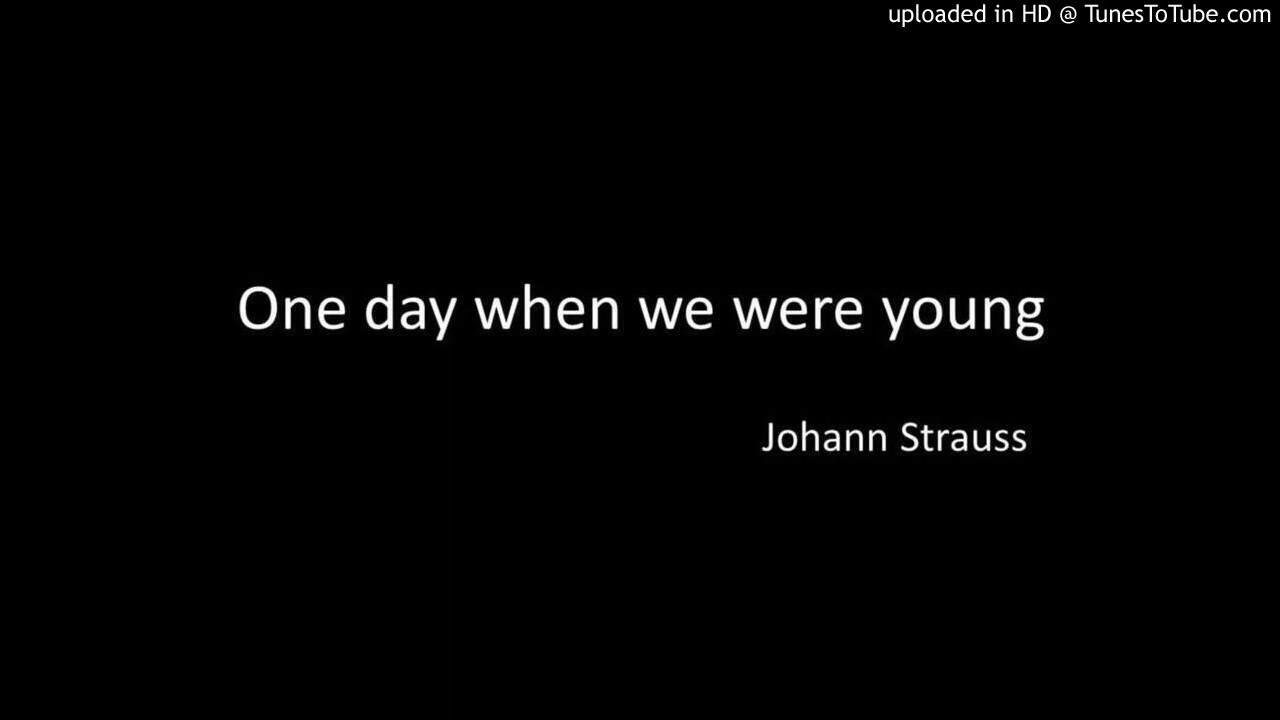 uploaded in HD @ TunesToTube.com
One day when we were young
Johann Strauss